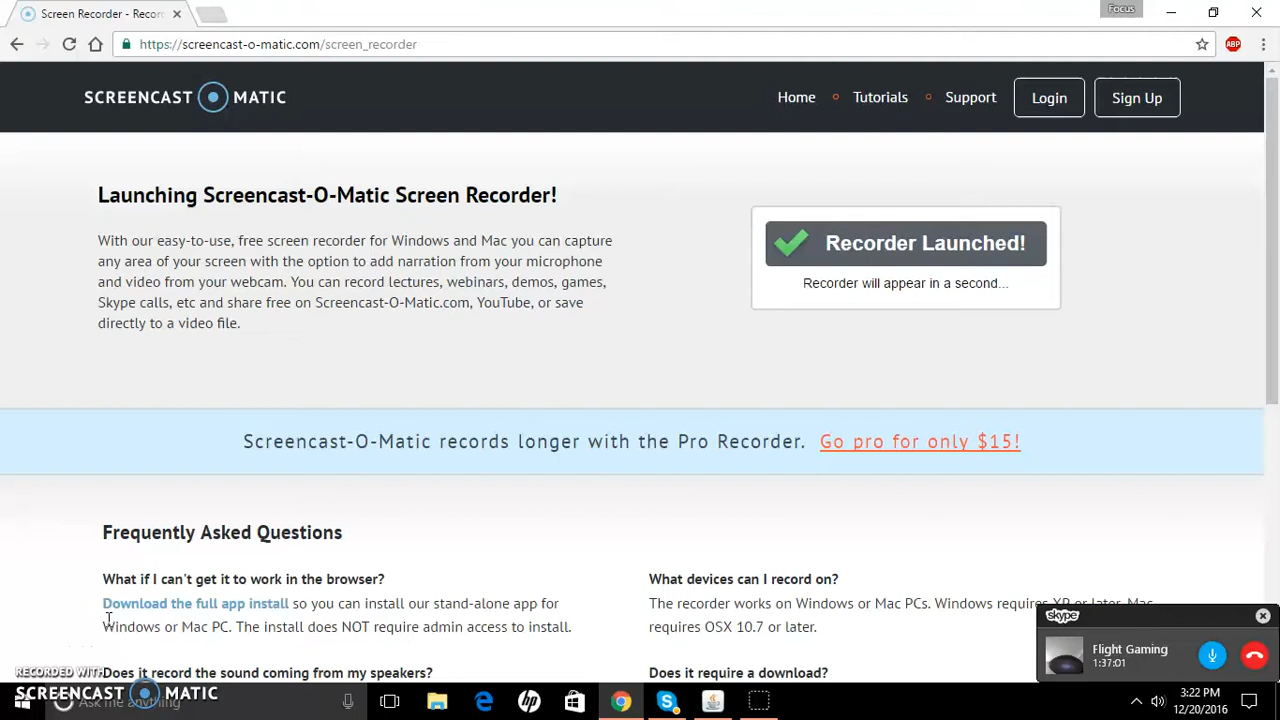 Screen Recorder - Recor
Focus
https://screencast-o-matic.com/screen_recorder
ABP
SCREENCAST MATIC
Home
Tutorials
Support
Login
Sign Up
Launching Screencast-O-Matic Screen Recorder!
With our easy-to-use, free screen recorder for Windows and Mac you can capture
any area of your screen with the option to add narration from your microphone
and video from your webcam. You can record lectures, webinars, demos, games,
Skype calls, etc and share free on Screencast-O-Matic.com, YouTube, or save
directly to a video file.
Recorder Launched!
Recorder will appear in a second...
Screencast-O-Matic records longer with the Pro Recorder. Go pro for only $15!
Frequently Asked Questions
What if I can't get it to work in the browser?
Download the full app install so you can install our stand-alone app for
Windows or Mac PC. The install does NOT require admin access to install.
Does it record the sound coming from my speakers?
What devices can I record on?
The recorder works on Windows or Mac PCs. Windows requires XP or later. Mac
requires OSX 10.7 or later.
Does it require a download?
skype
Flight Gaming
1:37:01
RECORDED WITH
SCREENCAST MATIC
Ask me anything
hp
3:22 PM
12/20/2016